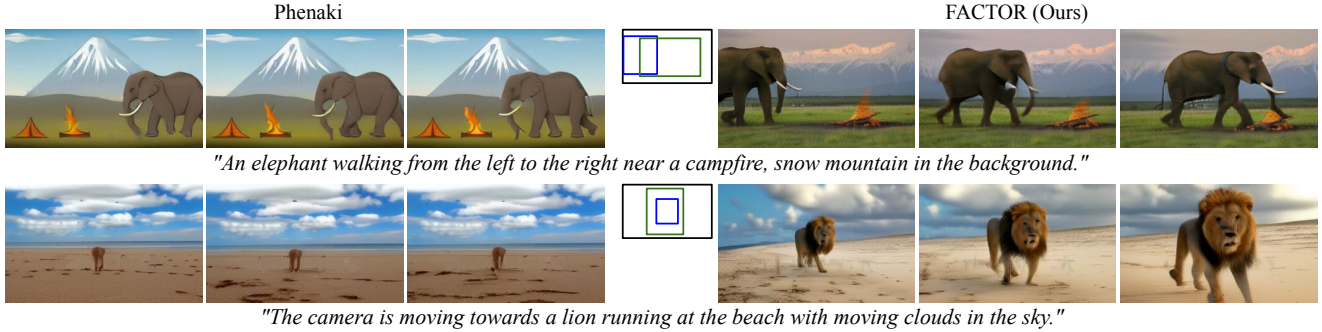 Phenaki
FACTOR (Ours)
"An elephant walking from the left to the right near a campfire, snow mountain in the background."
"The camera is moving towards a lion running at the beach with moving clouds in the sky."